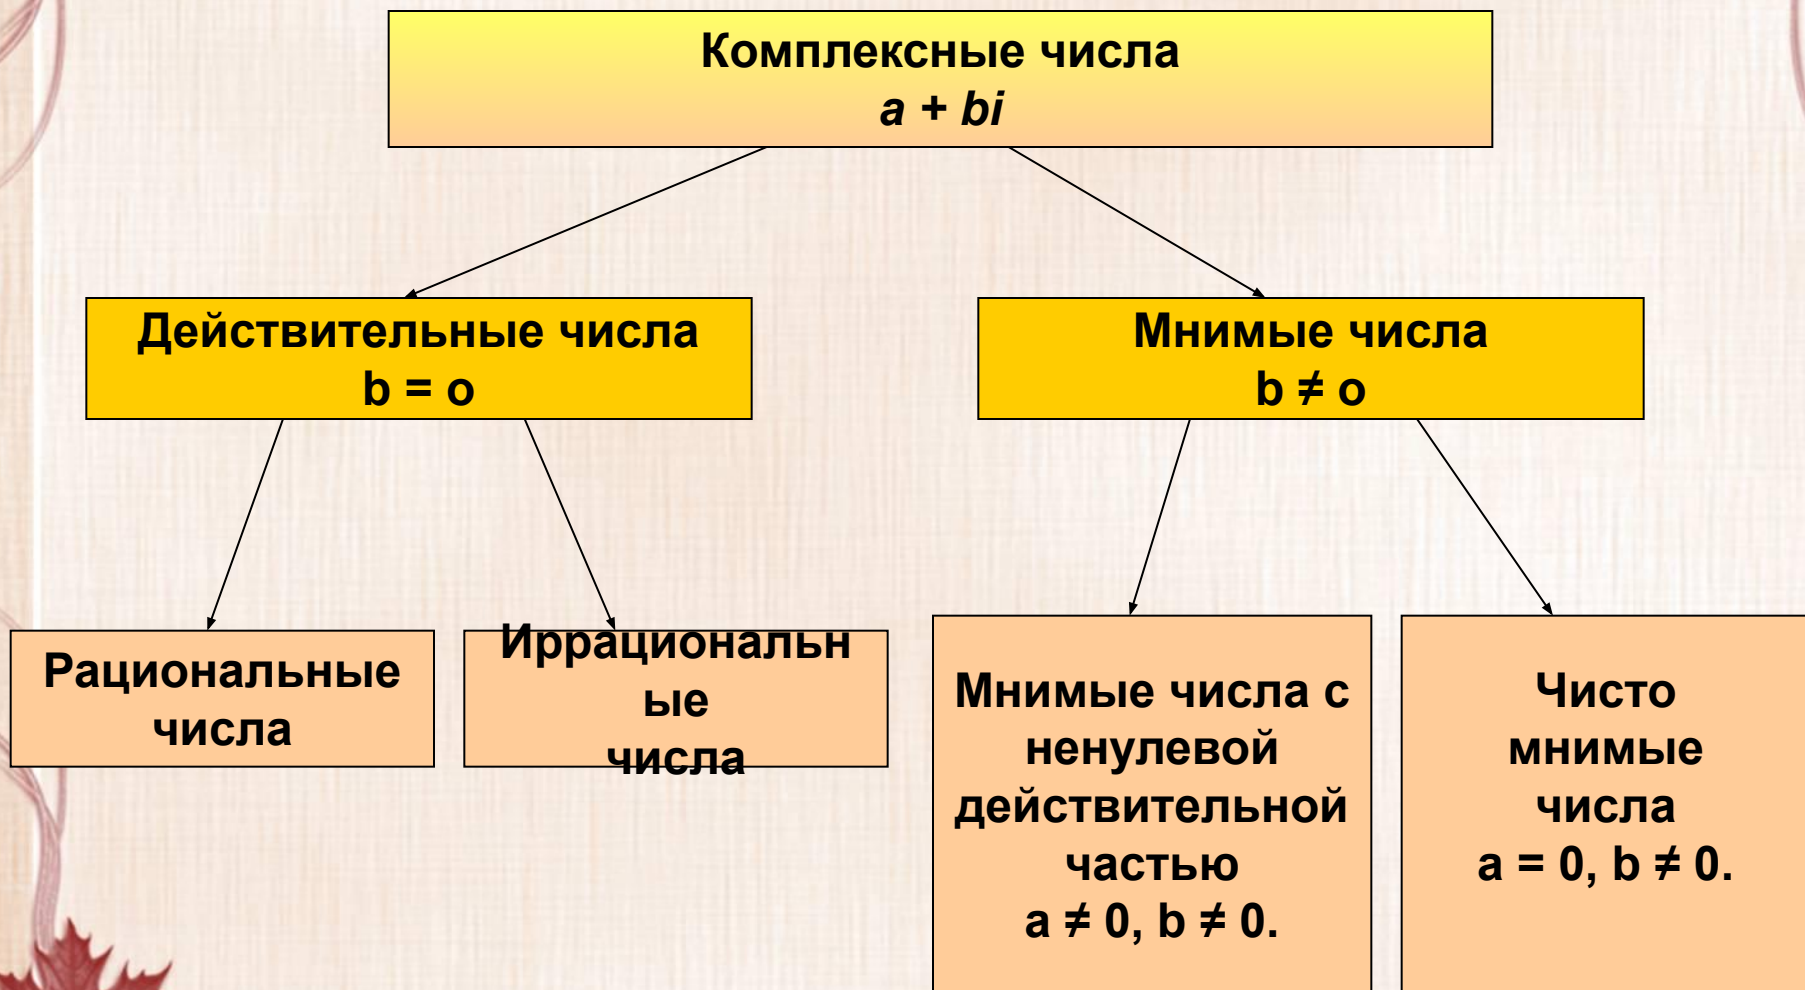 Комплексные числа
a + bi
Действительные числа
b = o
Мнимые числа
b ≠ o
Рациональные
числа
Иррациональн
ые
числа
Мнимые числа с
ненулевой
действительной
частью
a ≠ 0, b ≠ 0.
Чисто
мнимые
числа
a = 0, b ≠ 0.